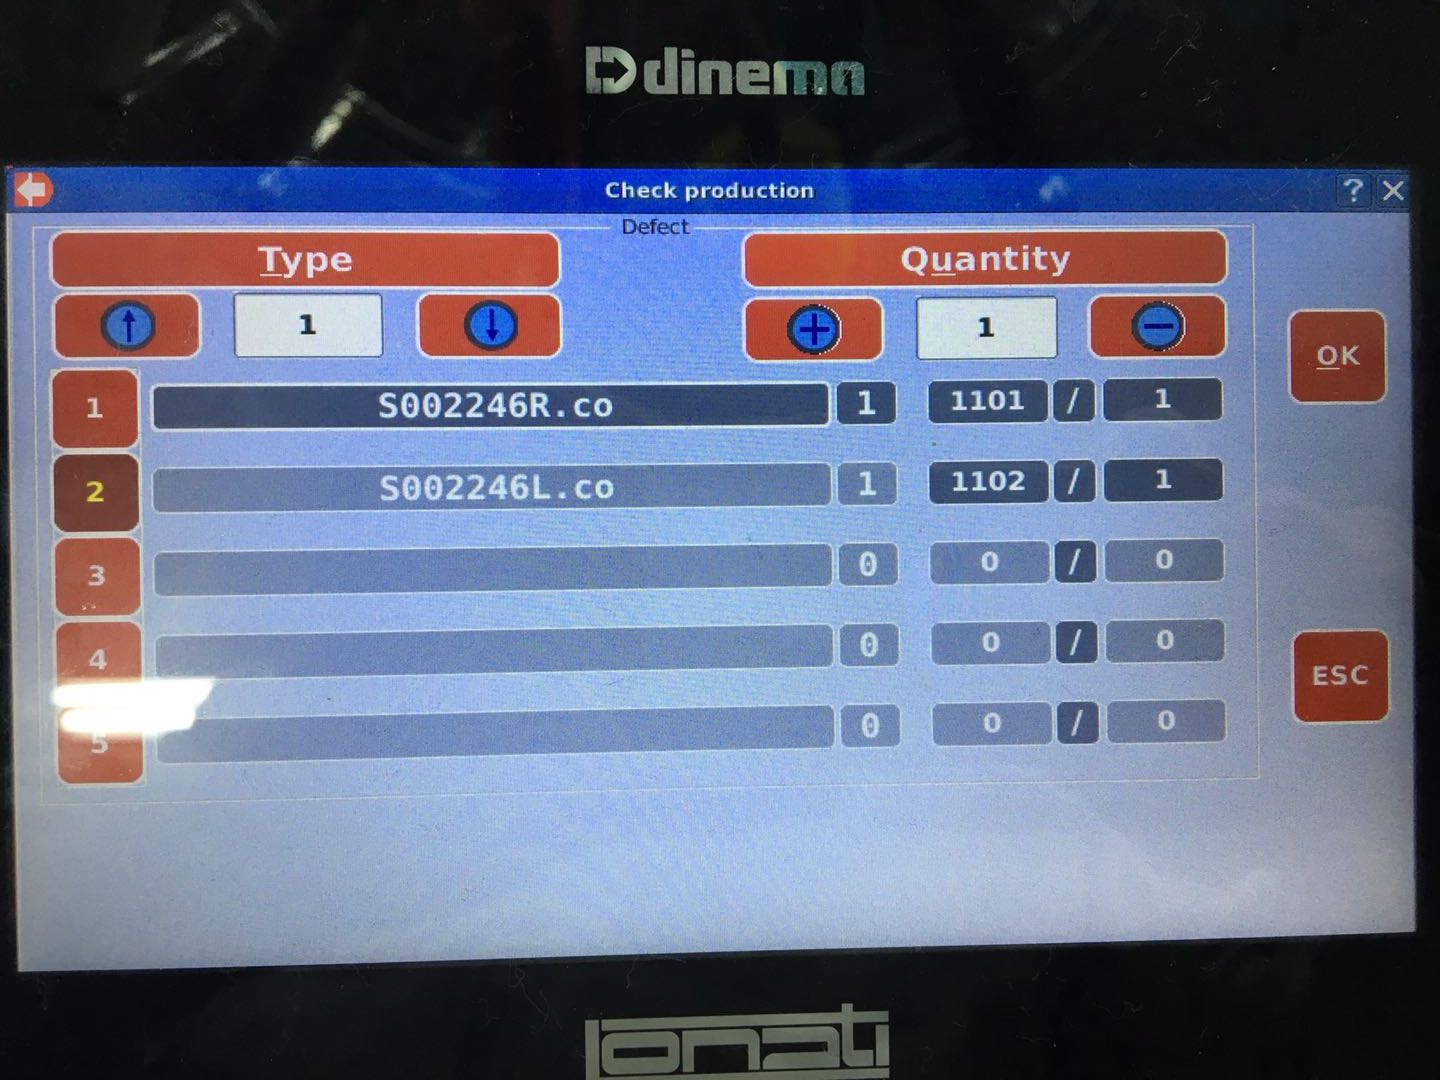 dinema
Check production
? X
Defect
Type Quantity
1 + 1 −
OK
1 S002246R.co 1 1101 / 1
2 S002246L.co 1 1102 / 1
3 0 0 / 0
4 0 0 / 0
ESC
5 0 0 / 0
lonati